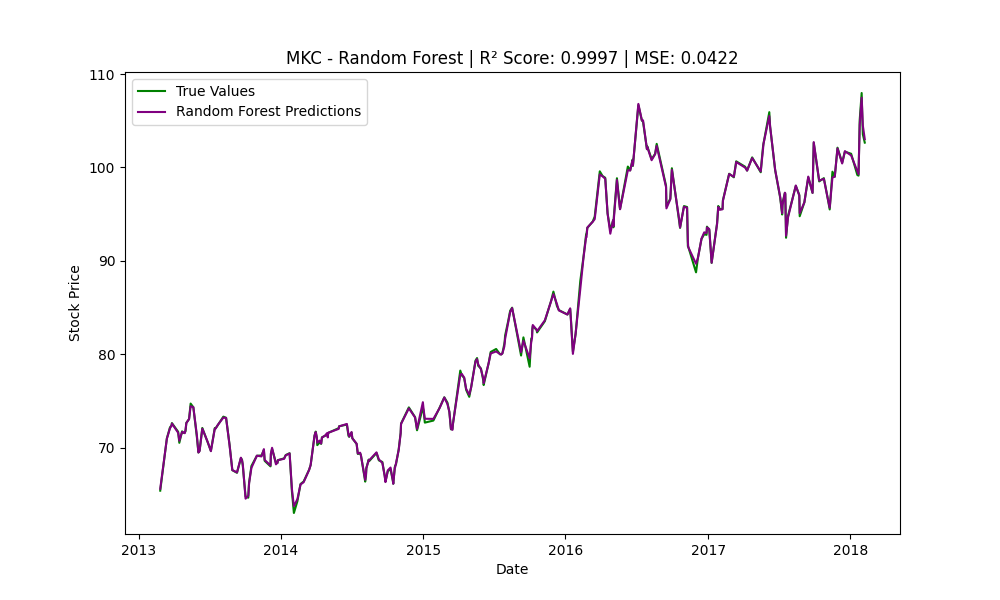 MKC - Random Forest | R² Score: 0.9997 | MSE: 0.0422
True Values
Random Forest Predictions
Stock Price
110
100
90
80
70
2013 2014 2015 2016 2017 2018
Date